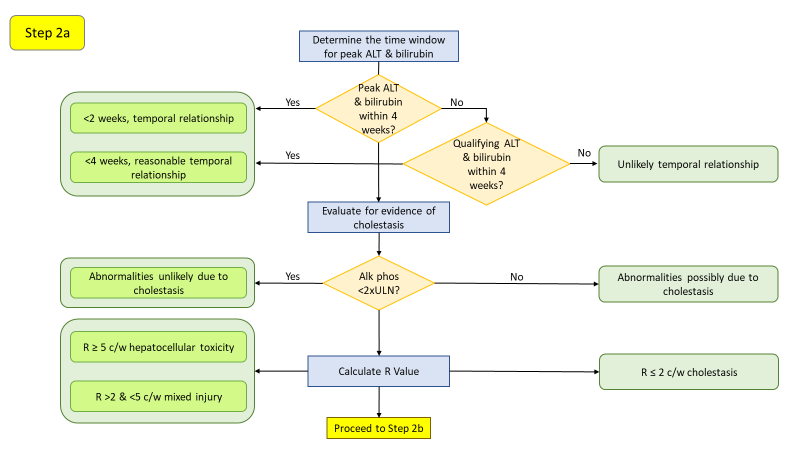 Step 2a
Determine the time window
for peak ALT & bilirubin
Peak ALT
& bilirubin
within 4
weeks?
Yes
No
<2 weeks, temporal relationship
<4 weeks, reasonable temporal
relationship
Yes
Qualifying ALT
& bilirubin
within 4
weeks?
No
Unlikely temporal relationship
Evaluate for evidence of
cholestasis
Abnormalities unlikely due to
cholestasis
Yes
Alk phos
<2xULN?
No
Abnormalities possibly due to
cholestasis
R ≥ 5 c/w hepatocellular toxicity
R >2 & <5 c/w mixed injury
Calculate R Value
R ≤ 2 c/w cholestasis
Proceed to Step 2b